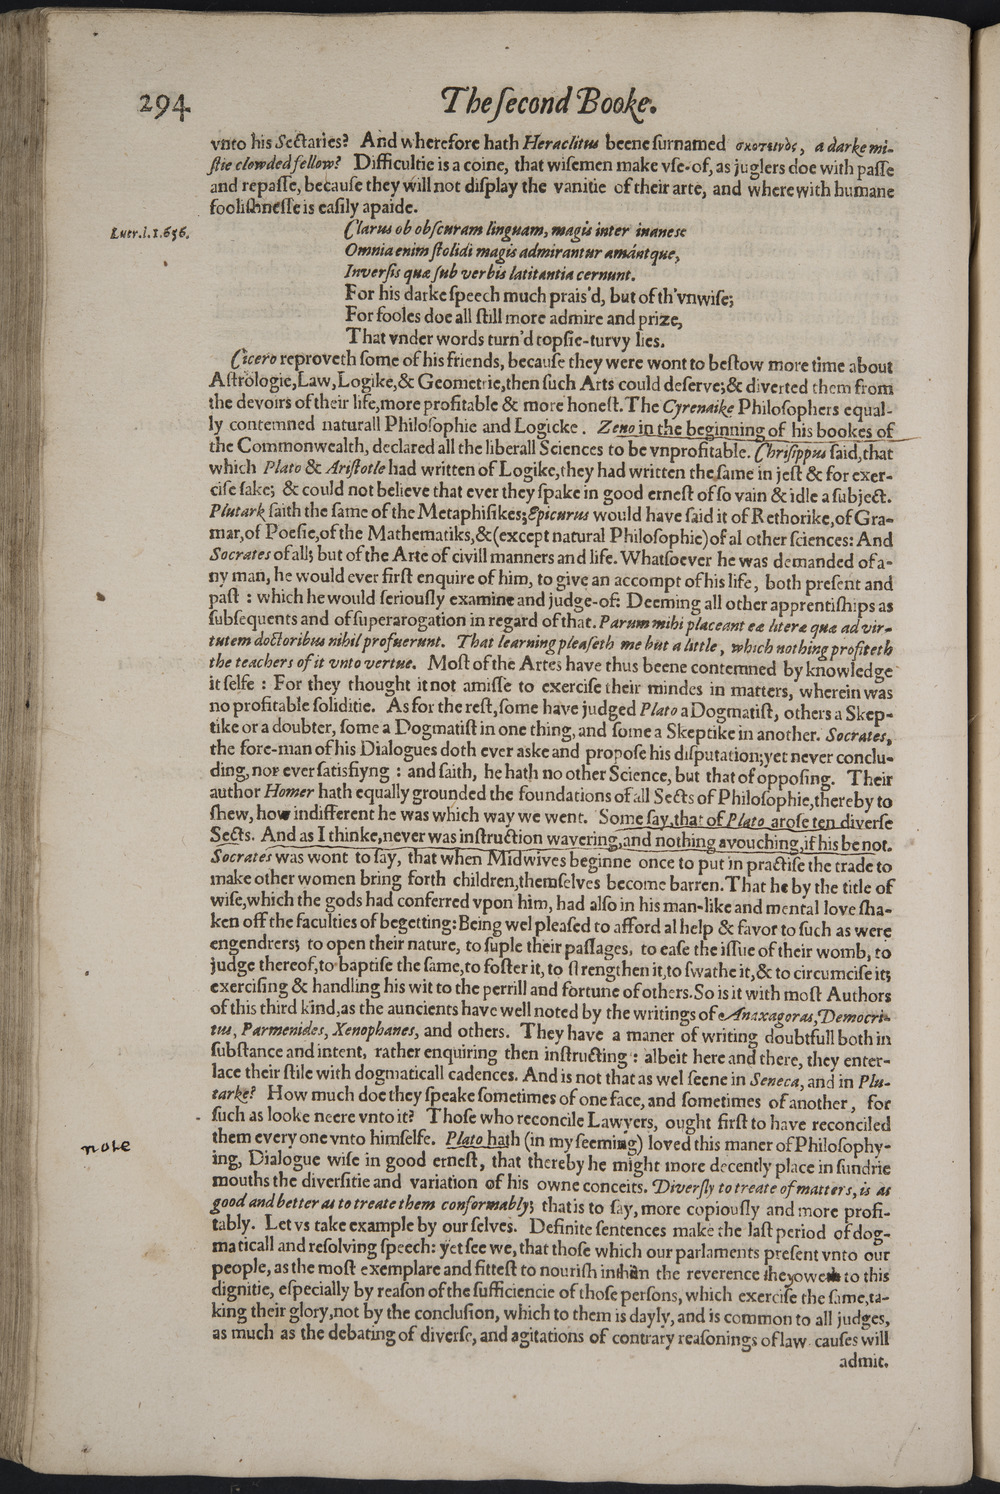 294
The ſecond Booke.
vnto his Sectaries? And wherefore hath Heraclitus beene ſurnamed σκοτεινὸς, a darke mi-
ſtie clowded fellow? Difficultie is a coine, that wiſemen make vſe-of, as juglers doe with paſſe
and repaſſe, becauſe they will not diſplay the vanitie of their arte, and wherewith humane
fooliſhneſſe is eaſily apaide.
Lucr. l. 1. 656.
Clarus ob obſcuram linguam, magis inter inanese
Omnia enim ſtolidi magis admirantur amántque,
Inverſis quæ ſub verbis latitantia cernunt.
For his darke ſpeech much prais'd, but of th'vnwiſe;
For fooles doe all ſtill more admire and prize,
That vnder words turn'd topſie-turvy lies.
Cicero reproveth ſome of his friends, becauſe they were wont to beſtow more time about
Aſtrologie, Law, Logike, & Geometrie, then ſuch Arts could deſerve; & diverted them from
the devoirs of their life, more profitable & more honeſt. The Cyrenaike Philoſophers equal-
ly contemned naturall Philoſophie and Logicke. Zeno in the beginning of his bookes of
the Commonwealth, declared all the liberall Sciences to be vnprofitable. Chriſippus ſaid, that
which Plato & Ariſtotle had written of Logike, they had written the ſame in jeſt & for exer-
ciſe ſake; & could not believe that ever they ſpake in good erneſt of ſo vain & idle a ſubject.
Plutark ſaith the ſame of the Metaphiſikes; Epicurus would have ſaid it of Rethorike, of Gra-
mar, of Poeſie, of the Mathematiks, & (except natural Philoſophie) of al other ſciences: And
Socrates of all; but of the Arte of civill manners and life. Whatſoever he was demanded of a-
ny man, he would ever firſt enquire of him, to give an accompt of his life, both preſent and
paſt : which he would ſeriouſly examine and judge-of: Deeming all other apprentiſhips as
ſubſequents and of ſuperarogation in regard of that. Parum mihi placeant eæ literæ quæ ad vir-
tutem doctoribus nihil profuerunt. That learning pleaſeth me but a little, which nothing profiteth
the teachers of it vnto vertue. Moſt of the Artes have thus beene contemned by knowledge
it ſelfe : For they thought it not amiſſe to exerciſe their mindes in matters, wherein was
no profitable ſoliditie. As for the reſt, ſome have judged Plato a Dogmatiſt, others a Skep-
tike or a doubter, ſome a Dogmatiſt in one thing, and ſome a Skeptike in another. Socrates,
the fore-man of his Dialogues doth ever aske and propoſe his diſputation; yet never conclu-
ding, nor ever ſatisfiyng : and ſaith, he hath no other Science, but that of oppoſing. Their
author Homer hath equally grounded the foundations of all Sects of Philoſophie, thereby to
ſhew, how indifferent he was which way we went. Some ſay, that of Plato aroſe ten diverſe
Sects. And as I thinke, never was inſtruction wavering, and nothing avouching, if his be not.
Socrates was wont to ſay, that when Midwives beginne once to put in practiſe the trade to
make other women bring forth children, themſelves become barren. That he by the title of
wiſe, which the gods had conferred vpon him, had alſo in his man-like and mental love ſha-
ken off the faculties of begetting: Being wel pleaſed to afford al help & favor to ſuch as were
engendrers; to open their nature, to ſuple their paſſages, to eaſe the iſſue of their womb, to
judge thereof, to baptiſe the ſame, to foſter it, to ſtrengthen it, to ſwathe it, & to circumciſe it;
exerciſing & handling his wit to the perrill and fortune of others. So is it with moſt Authors
of this third kind, as the auncients have well noted by the writings of Anaxagoras, Democri-
tus, Parmenides, Xenophanes, and others. They have a maner of writing doubtfull both in
ſubſtance and intent, rather enquiring then inſtructing : albeit here and there, they enter-
lace their ſtile with dogmaticall cadences. And is not that as wel ſeene in Seneca, and in Plu-
tarke? How much doe they ſpeake ſometimes of one face, and ſometimes of another, for
ſuch as looke neere vnto it? Thoſe who reconcile Lawyers, ought firſt to have reconciled
them every one vnto himſelfe. Plato hath (in my ſeeming) loved this maner of Philoſophy-
note
ing, Dialogue wiſe in good erneſt, that thereby he might more decently place in ſundrie
mouths the diverſitie and variation of his owne conceits. Diverſly to treate of matters, is as
good and better as to treate them conformably; that is to ſay, more copiouſly and more profi-
tably. Let vs take example by our ſelves. Definite ſentences make the laſt period of dog-
maticall and reſolving ſpeech: yet ſee we, that thoſe which our parlaments preſent vnto our
people, as the moſt exemplare and fitteſt to nouriſh in them the reverence they owe to this
dignitie, eſpecially by reaſon of the ſufficiencie of thoſe perſons, which exerciſe the ſame, ta-
king their glory, not by the concluſion, which to them is dayly, and is common to all judges,
as much as the debating of diverſe, and agitations of contrary reaſonings of law cauſes will
admit.